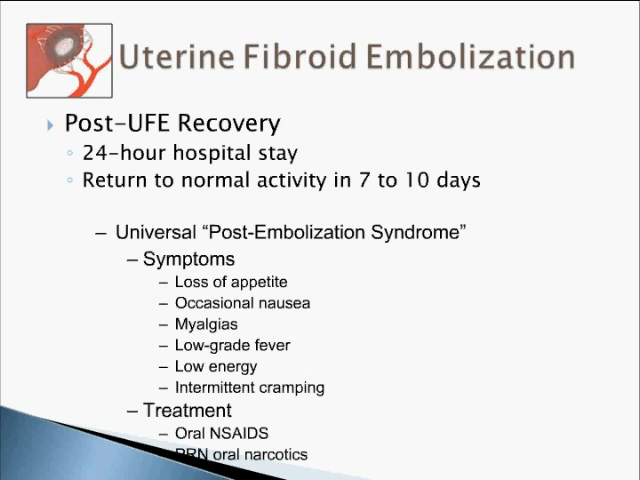 Uterine Fibroid Embolization
Post-UFE Recovery
24-hour hospital stay
Return to normal activity in 7 to 10 days
– Universal “Post-Embolization Syndrome”
– Symptoms
– Loss of appetite
– Occasional nausea
– Myalgias
– Low-grade fever
– Low energy
– Intermittent cramping
– Treatment
– Oral NSAIDS
PRN oral narcotics